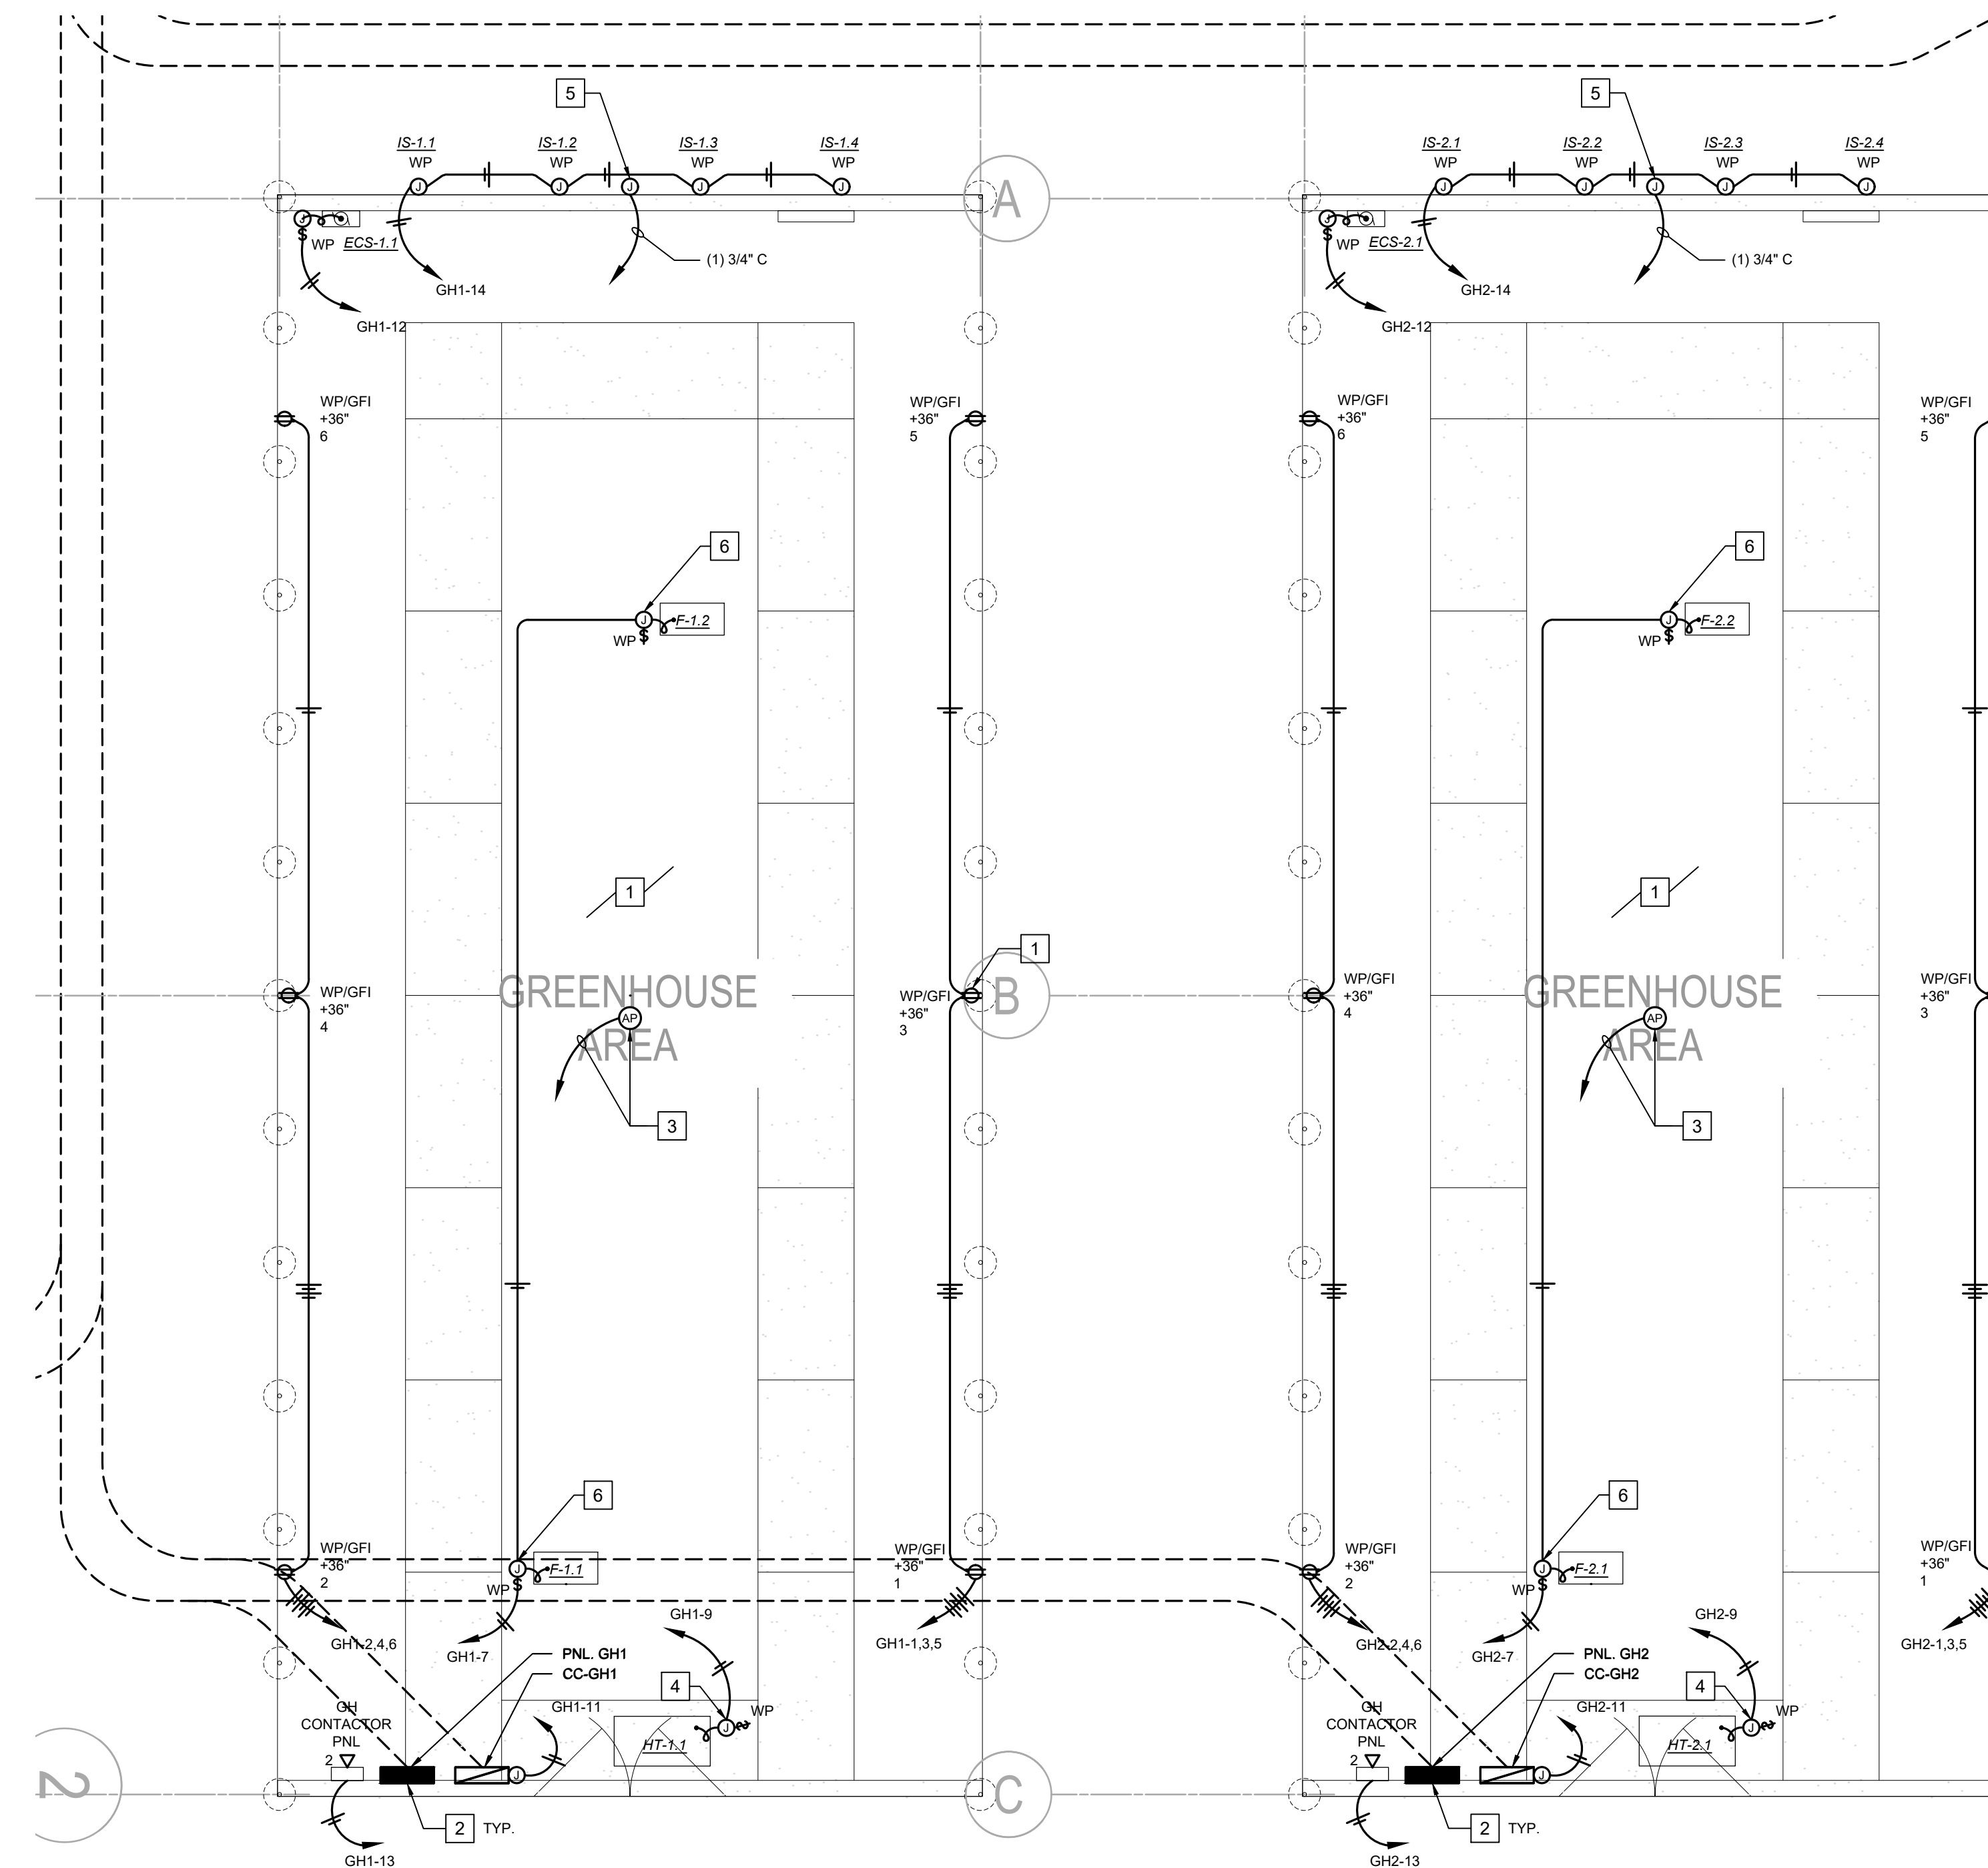 5
5
IS-1.1 IS-1.2 IS-1.3 IS-1.4
WP WP WP WP
J J J J J
IS-2.1 IS-2.2 IS-2.3 IS-2.4
WP WP WP WP
J J J J J
A
J
$
WP ECS-1.1
(1) 3/4" C
GH1-14
GH1-12
J
$
WP ECS-2.1
(1) 3/4" C
GH2-14
GH2-12
WP/GFI
+36"
6
WP/GFI
+36"
5
WP/GFI
+36"
6
WP/GFI
+36"
5
6
J F-1.2
WP $
6
J F-2.2
WP $
1
1
1
B
GREENHOUSE
AREA
AP
3
GREENHOUSE
AREA
AP
3
WP/GFI
+36"
4
WP/GFI
+36"
3
WP/GFI
+36"
4
WP/GFI
+36"
3
6
6
WP/GFI
+36"
2
J F-1.1
WP $
WP/GFI
+36"
1
WP/GFI
+36"
2
J F-2.1
WP $
WP/GFI
+36"
1
GH1-2,4,6
GH1-7
GH1-9
GH1-1,3,5
PNL. GH1
CC-GH1
GH1-11
4
WP
J
HT-1.1
GH
CONTACTOR
PNL
2
J
2 TYP.
GH1-13
GH2-2,4,6
GH2-7
GH2-9
GH2-1,3,5
PNL. GH2
CC-GH2
GH2-11
4
WP
J
HT-2.1
GH
CONTACTOR
PNL
2
J
2 TYP.
GH2-13
2
C